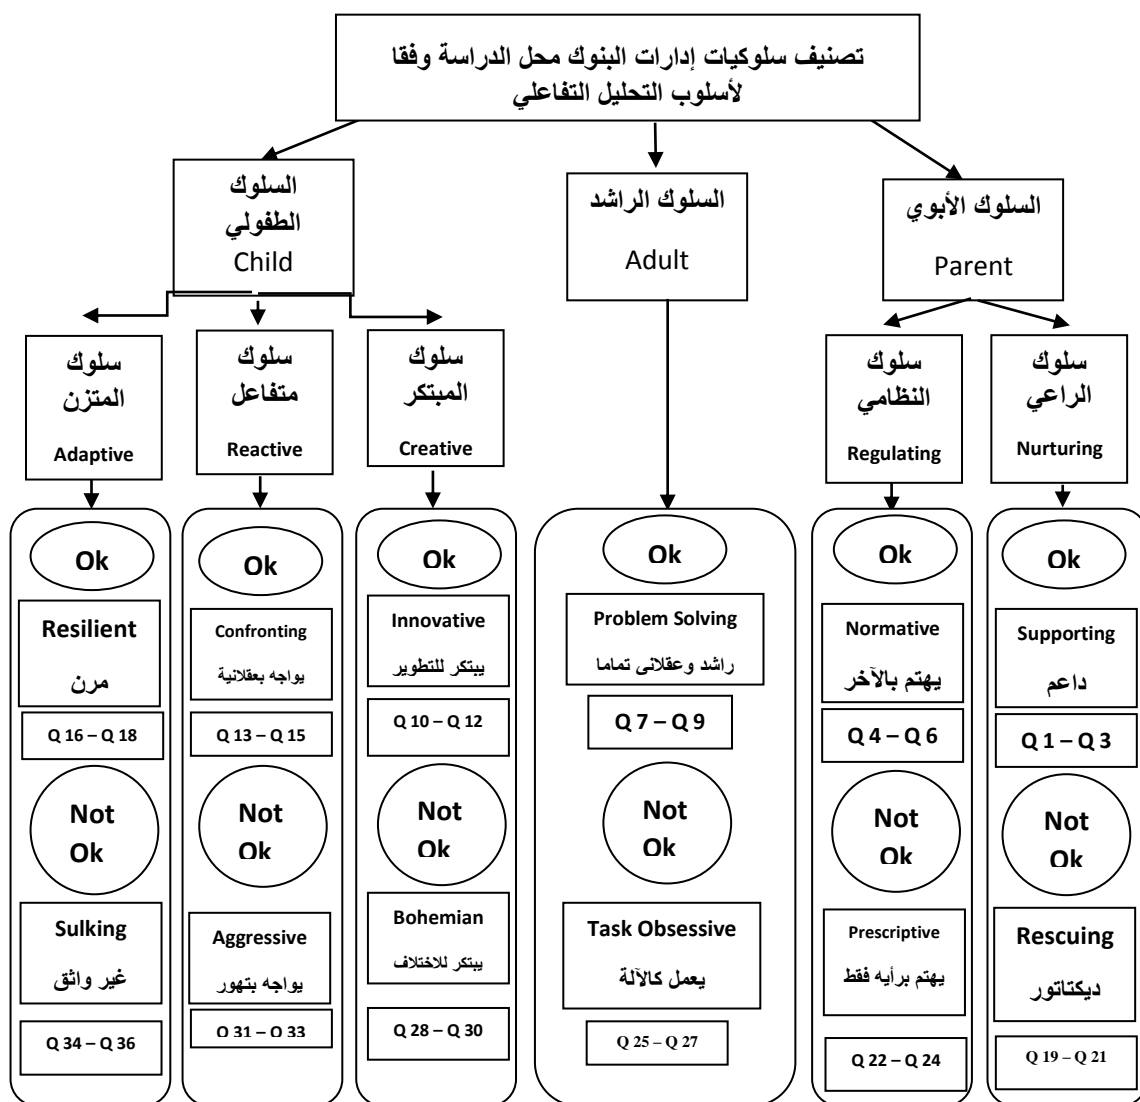 تصنيف سلوكيات إدارات البنوك محل الدراسة وفقا
لأسلوب التحليل التفاعلي
السلوك الأبوي
Parent
السلوك الراشد
Adult
السلوك
الطفولي
Child
سلوك
الراعي
Nurturing
سلوك
النظامي
Regulating
سلوك
المبتكر
Creative
سلوك
متفاعل
Reactive
سلوك
المتزن
Adaptive
Ok
Supporting
داعم
Q 1 – Q 3
Not
Ok
Rescuing
ديكتاتور
Q 19 – Q 21
Ok
Normative
يهتم بالآخر
Q 4 – Q 6
Not
Ok
Prescriptive
يهتم برأيه فقط
Q 22 – Q 24
Ok
Problem Solving
راشد وعقلانى تماما
Q 7 – Q 9
Not
Ok
Task Obsessive
يعمل كالآلة
Q 25 – Q 27
Ok
Innovative
يبتكر للتطوير
Q 10 – Q 12
Not
Ok
Bohemian
يبتكر للاختلاف
Q 28 – Q 30
Ok
Confronting
يواجه بعقلانية
Q 13 – Q 15
Not
Ok
Aggressive
يواجه بتهور
Q 31 – Q 33
Ok
Resilient
مرن
Q 16 – Q 18
Not
Ok
Sulking
غير واثق
Q 34 – Q 36